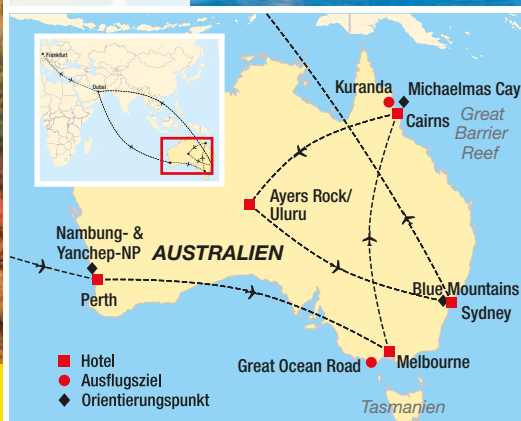 Frankfurt
Dubai
Kuranda
Michaelmas Cay
Cairns
Great
Barrier
Reef
Ayers Rock/
Uluru
Nambung- &
Yanchep-NP
AUSTRALIEN
Perth
Blue Mountains
Sydney
Hotel
Ausflugsziel
Orientierungspunkt
Great Ocean Road
Melbourne
Tasmanien